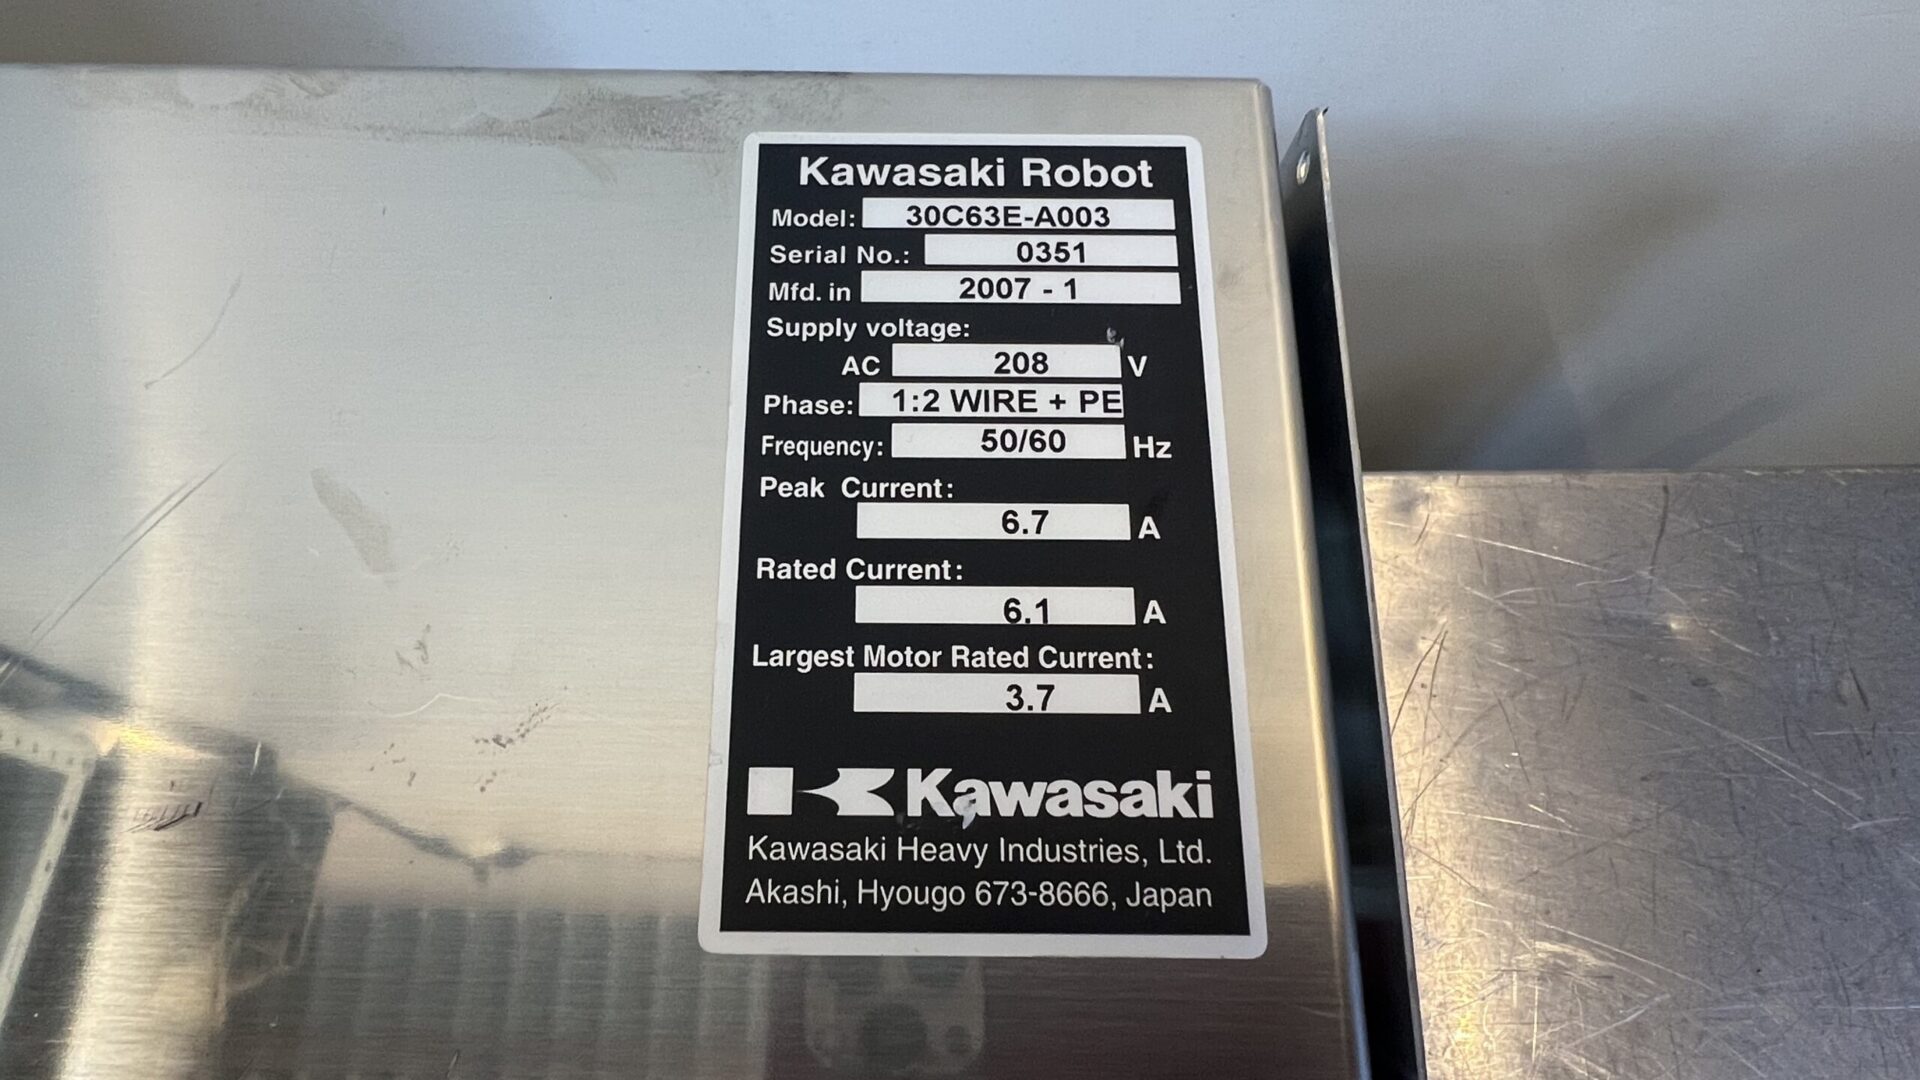 Kawasaki Robot
Model: 30C63E-A003
Serial No.: 0351
Mfd. in 2007 - 1
Supply voltage:
AC 208 V
Phase: 1:2 WIRE + PE
Frequency: 50/60 Hz
Peak Current:
6.7 A
Rated Current:
6.1 A
Largest Motor Rated Current:
3.7 A
Kawasaki
Kawasaki Heavy Industries, Ltd.
Akashi, Hyougo 673-8666, Japan